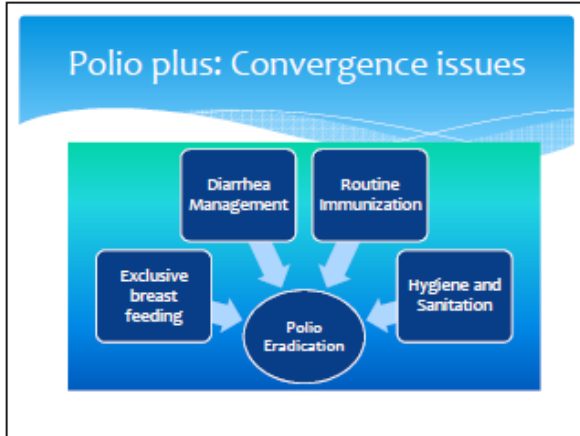 Polio plus: Convergence issues
Diarrhea
Management
Routine
Immunization
Exclusive
breast
feeding
Hygiene and
Sanitation
Polio
Eradication